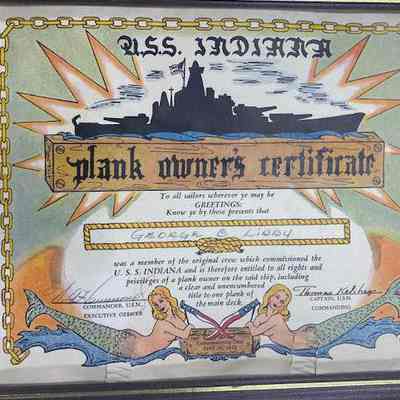 U.S.S. INDIANA
plank owner's certificate
To all sailors wherever ye may be
GREETINGS:
Know ye by these presents that
GEORGE C LIBBY
was a member of the original crew which commissioned the
U. S. S. INDIANA and is therefore entitled to all rights and
privileges of a plank owner on the said ship, including
a clear and unencumbered
title to one plank of
the main deck.
COMMANDER, U.S.N.
EXECUTIVE OFFICER
CAPTAIN, U.S.N.
COMMANDING